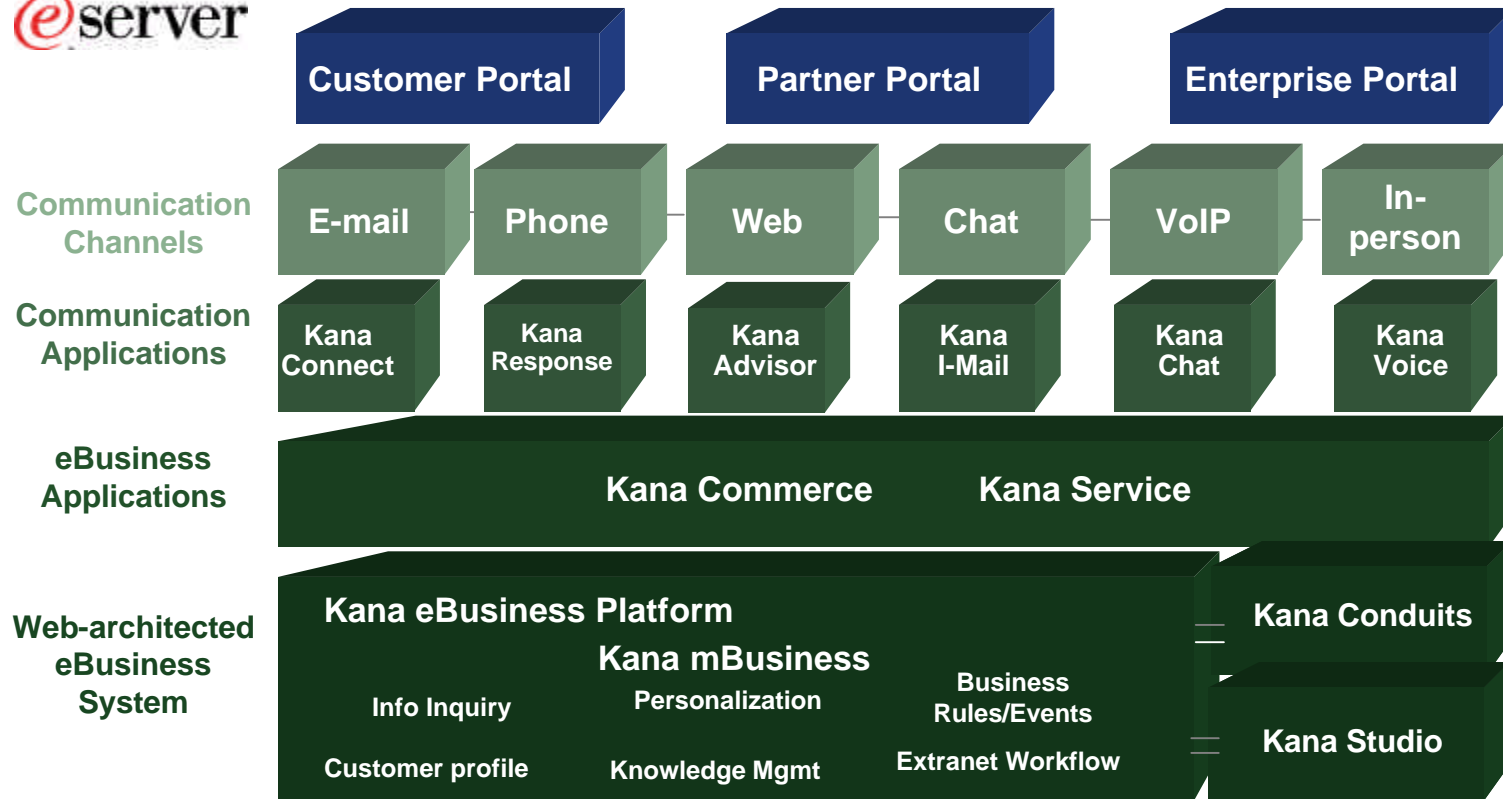 eserver
Customer Portal
Partner Portal
Enterprise Portal
Communication
Channels
E-mail
Phone
Web
Chat
VoIP
In-
person
Communication
Applications
Kana
Connect
Kana
Response
Kana
Advisor
Kana
I-Mail
Kana
Chat
Kana
Voice
eBusiness
Applications
Kana Commerce
Kana Service
Web-architected
eBusiness
System
Kana eBusiness Platform
Kana mBusiness
Info Inquiry
Personalization
Business
Rules/Events
Customer profile
Knowledge Mgmt
Extranet Workflow
Kana Conduits
Kana Studio